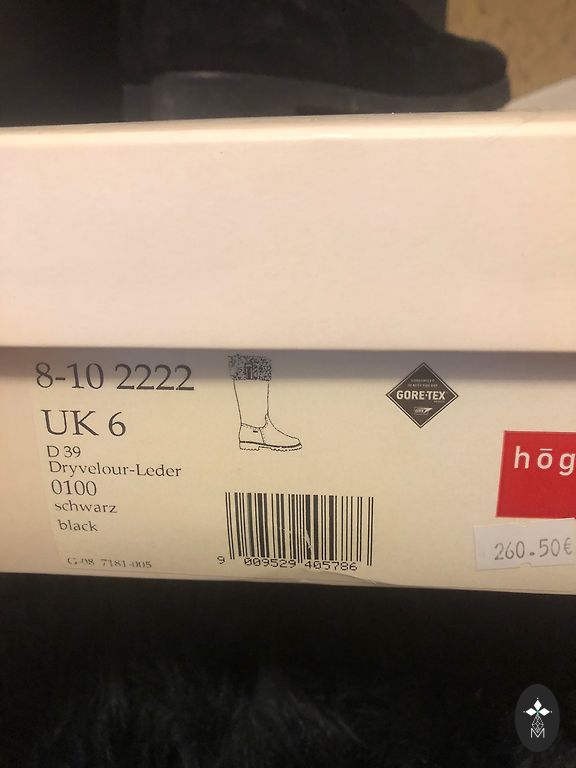 8-10 2222
UK 6
D 39
Dryvelour-Leder
0100
schwarz
black
G-08 7181-005
9 009529 405786
GORE-TEX
hög
260.50€
M